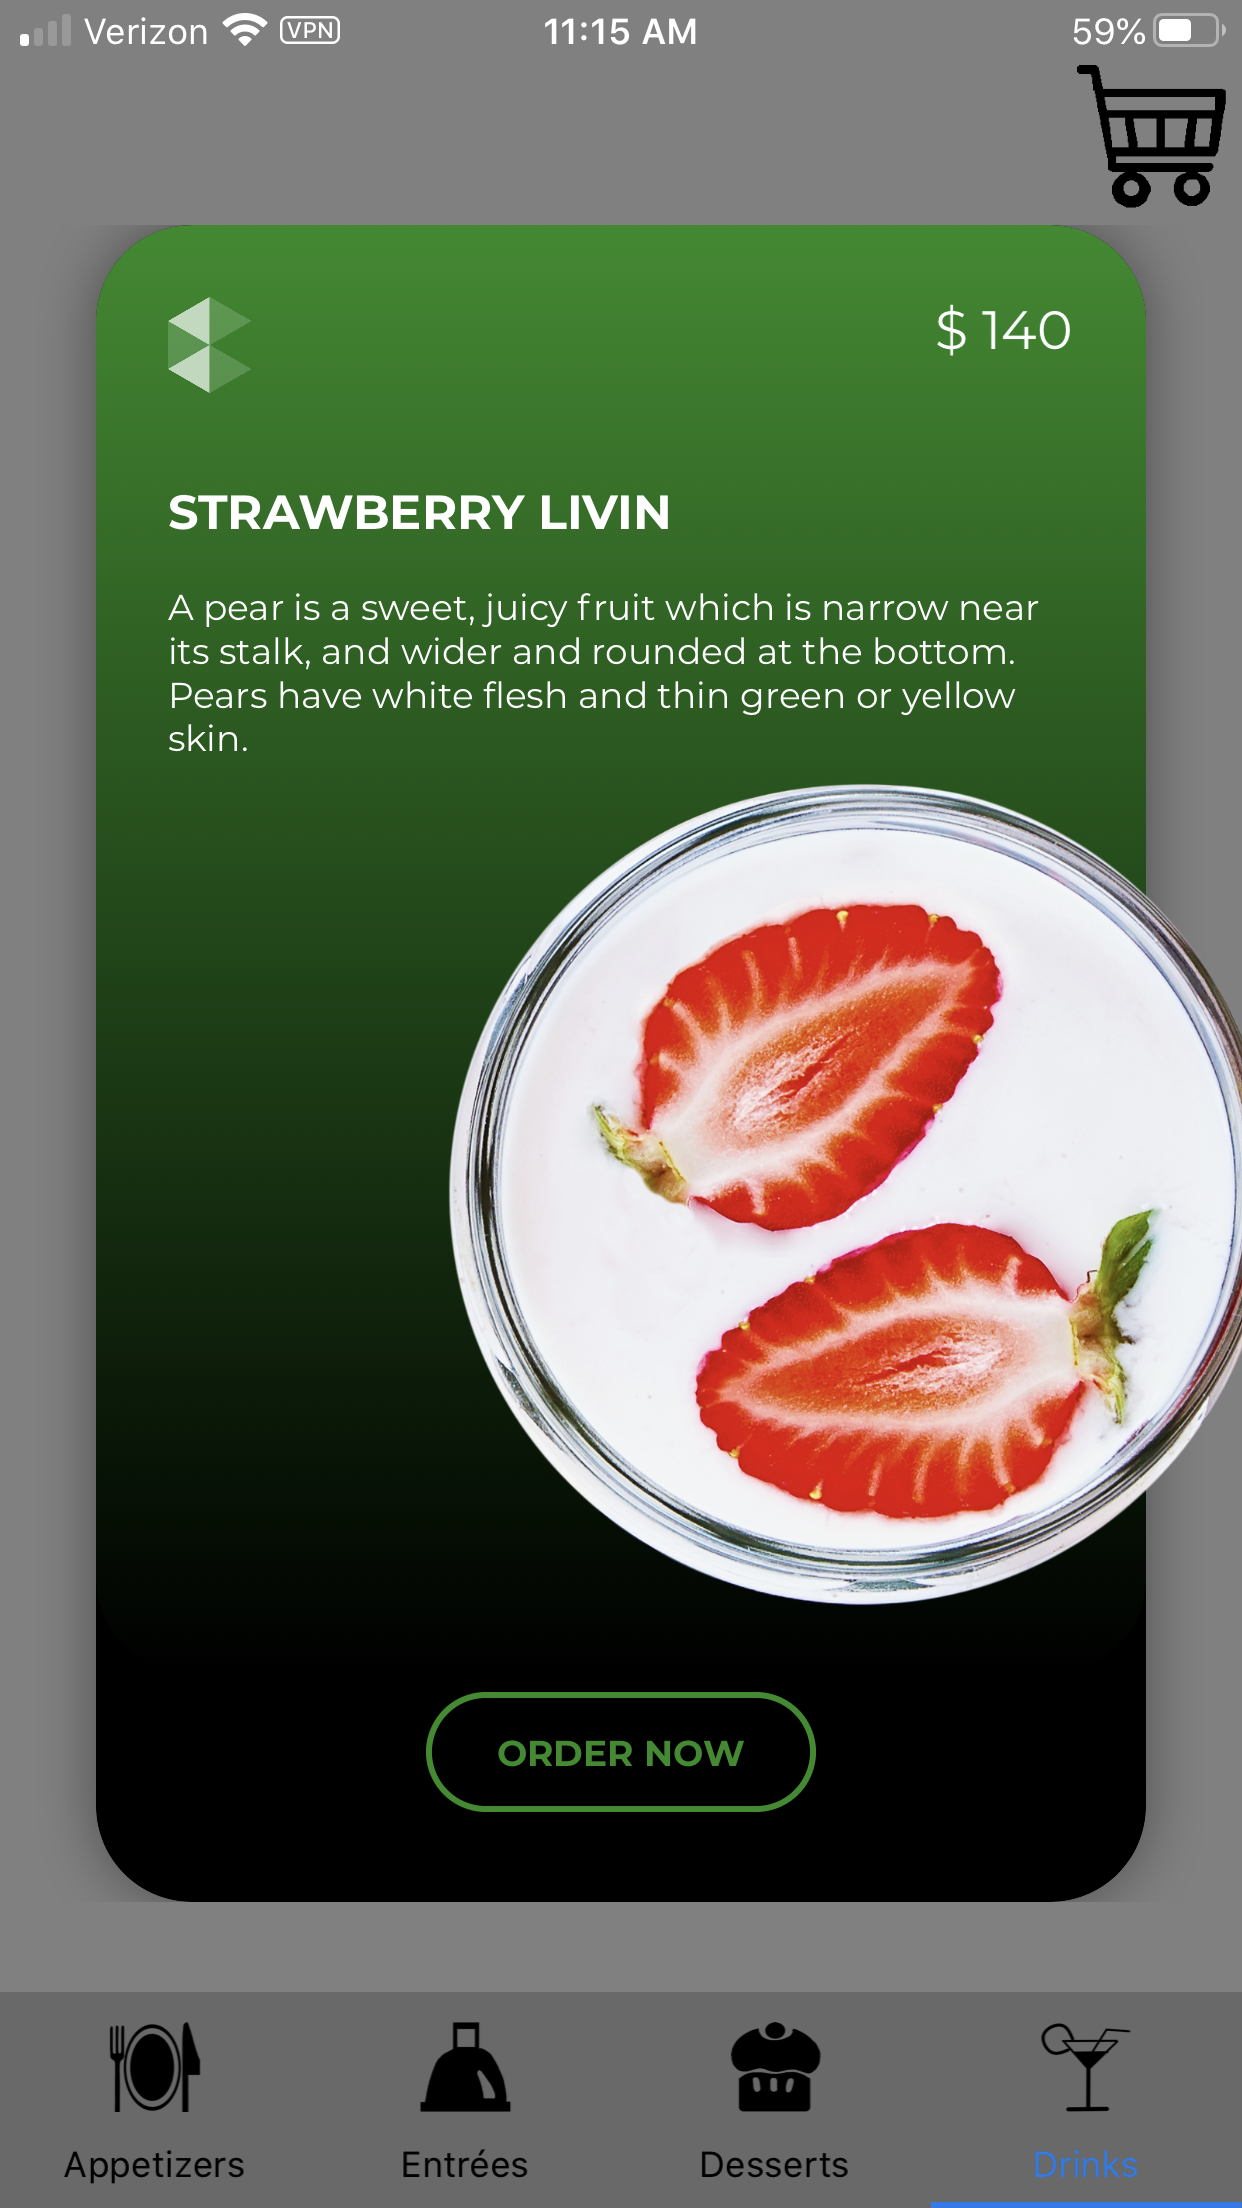 Verizon VPN 11:15 AM 59%
$ 140
STRAWBERRY LIVIN
A pear is a sweet, juicy fruit which is narrow near
its stalk, and wider and rounded at the bottom.
Pears have white flesh and thin green or yellow
skin.
ORDER NOW
Appetizers Entrées Desserts Drinks